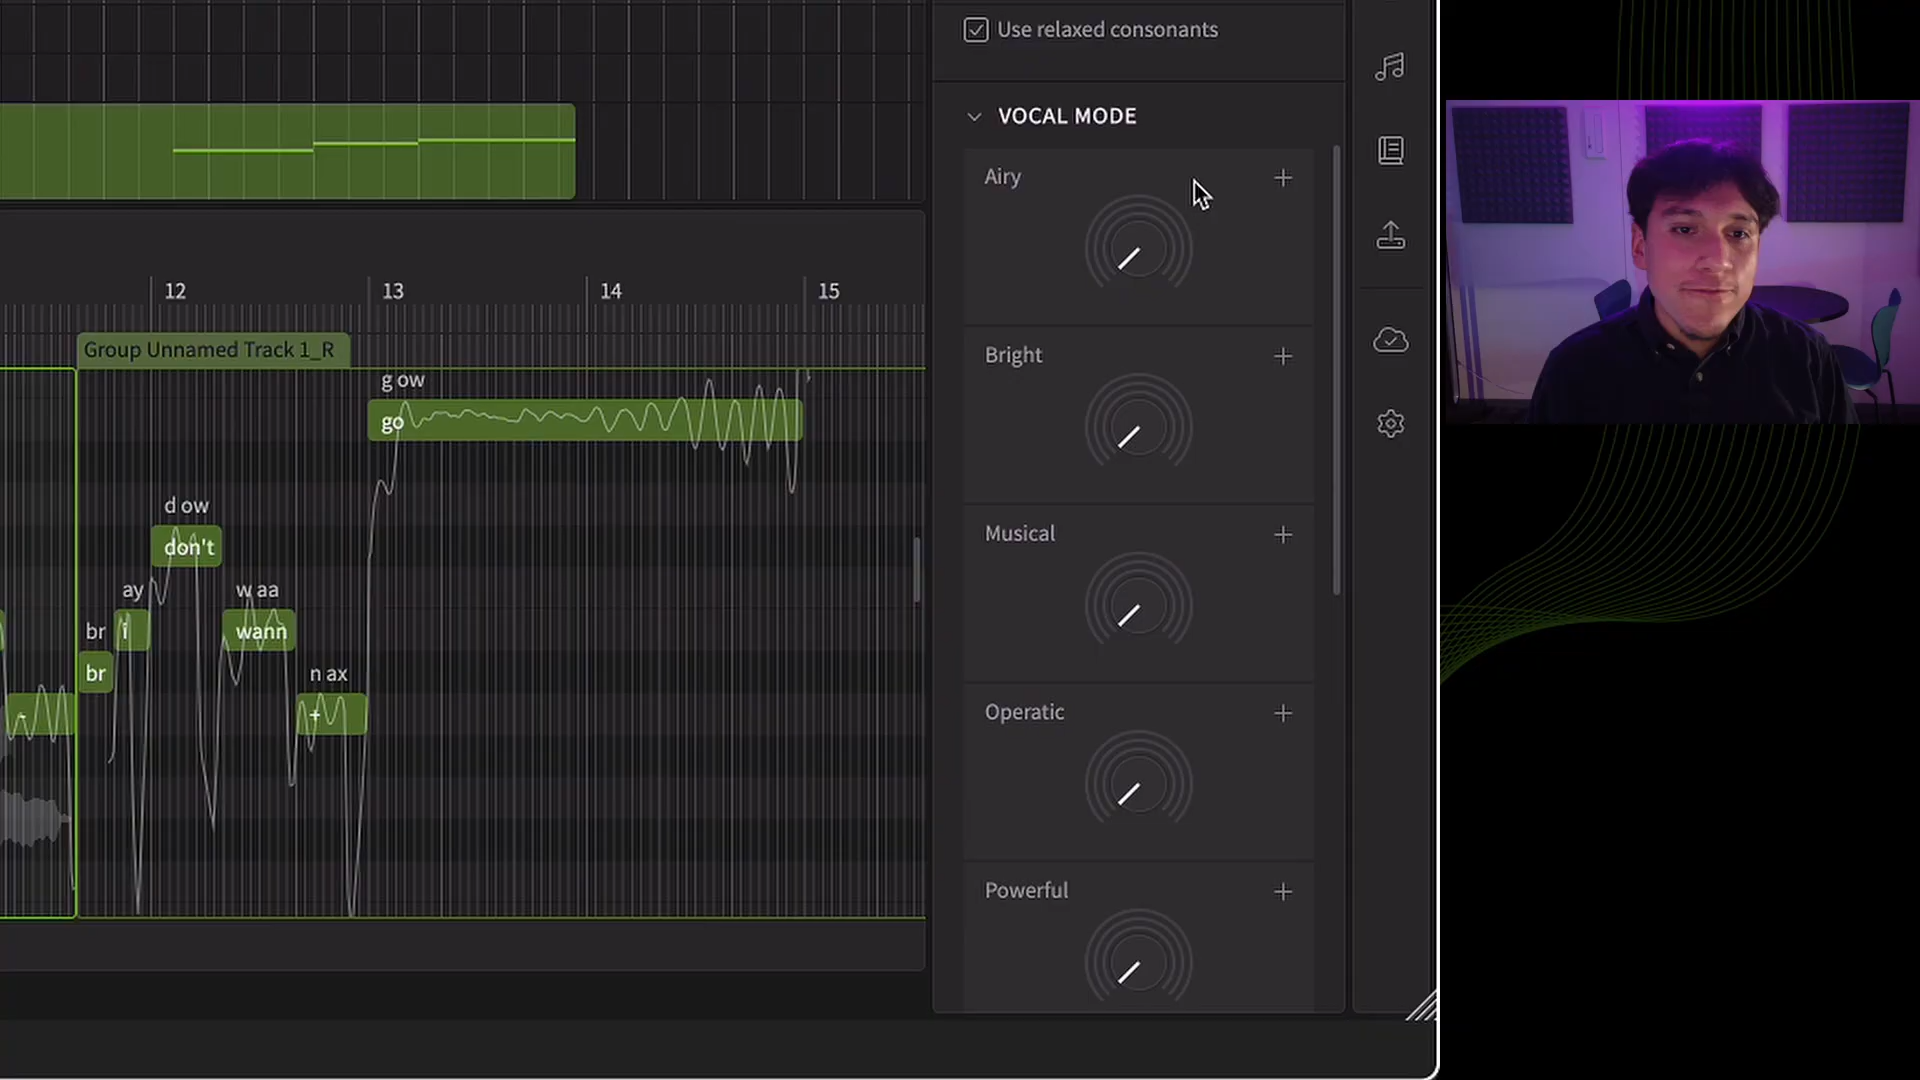 Use relaxed consonants
VOCAL MODE
Airy
Bright
Musical
Operatic
Powerful
12
13
14
15
Group Unnamed Track 1_R
g ow
go
d ow
don't
ay
i
w aa
wann
br
br
n ax
+
-